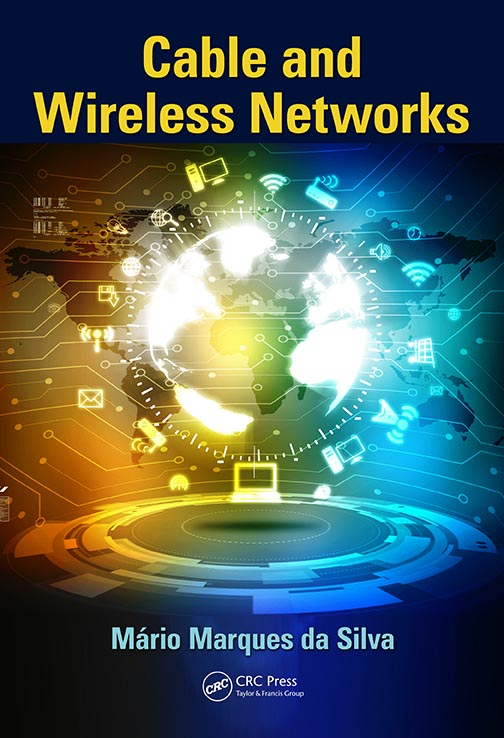 Cable and
Wireless Networks
Mário Marques da Silva
CRC
CRC Press
Taylor & Francis Group